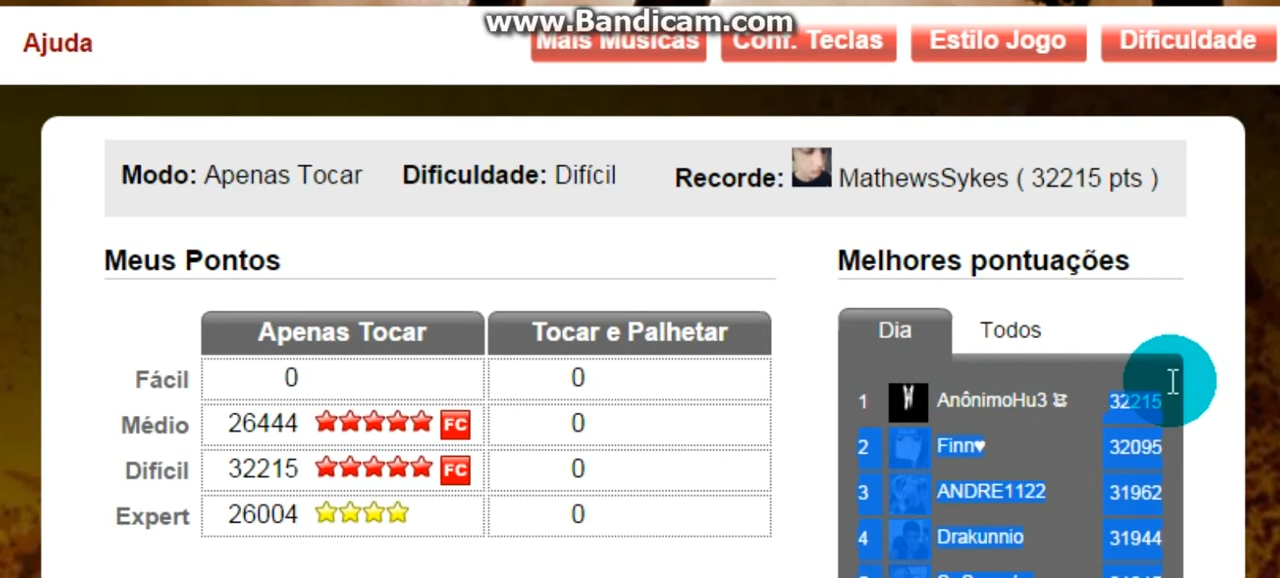 www.Bandicam.com
Ajuda
Mais Músicas
Conf. Teclas
Estilo Jogo
Dificuldade
Modo: Apenas Tocar Dificuldade: Difícil Recorde: MathewsSykes ( 32215 pts )
Meus Pontos
Apenas Tocar Tocar e Palhetar
Fácil 0 0
Médio 26444 FC 0
Difícil 32215 FC 0
Expert 26004 0
Melhores pontuações
Dia Todos
1 AnônimoHu3 32215
2 Finn♥ 32095
3 ANDRE1122 31962
4 Drakunnio 31944